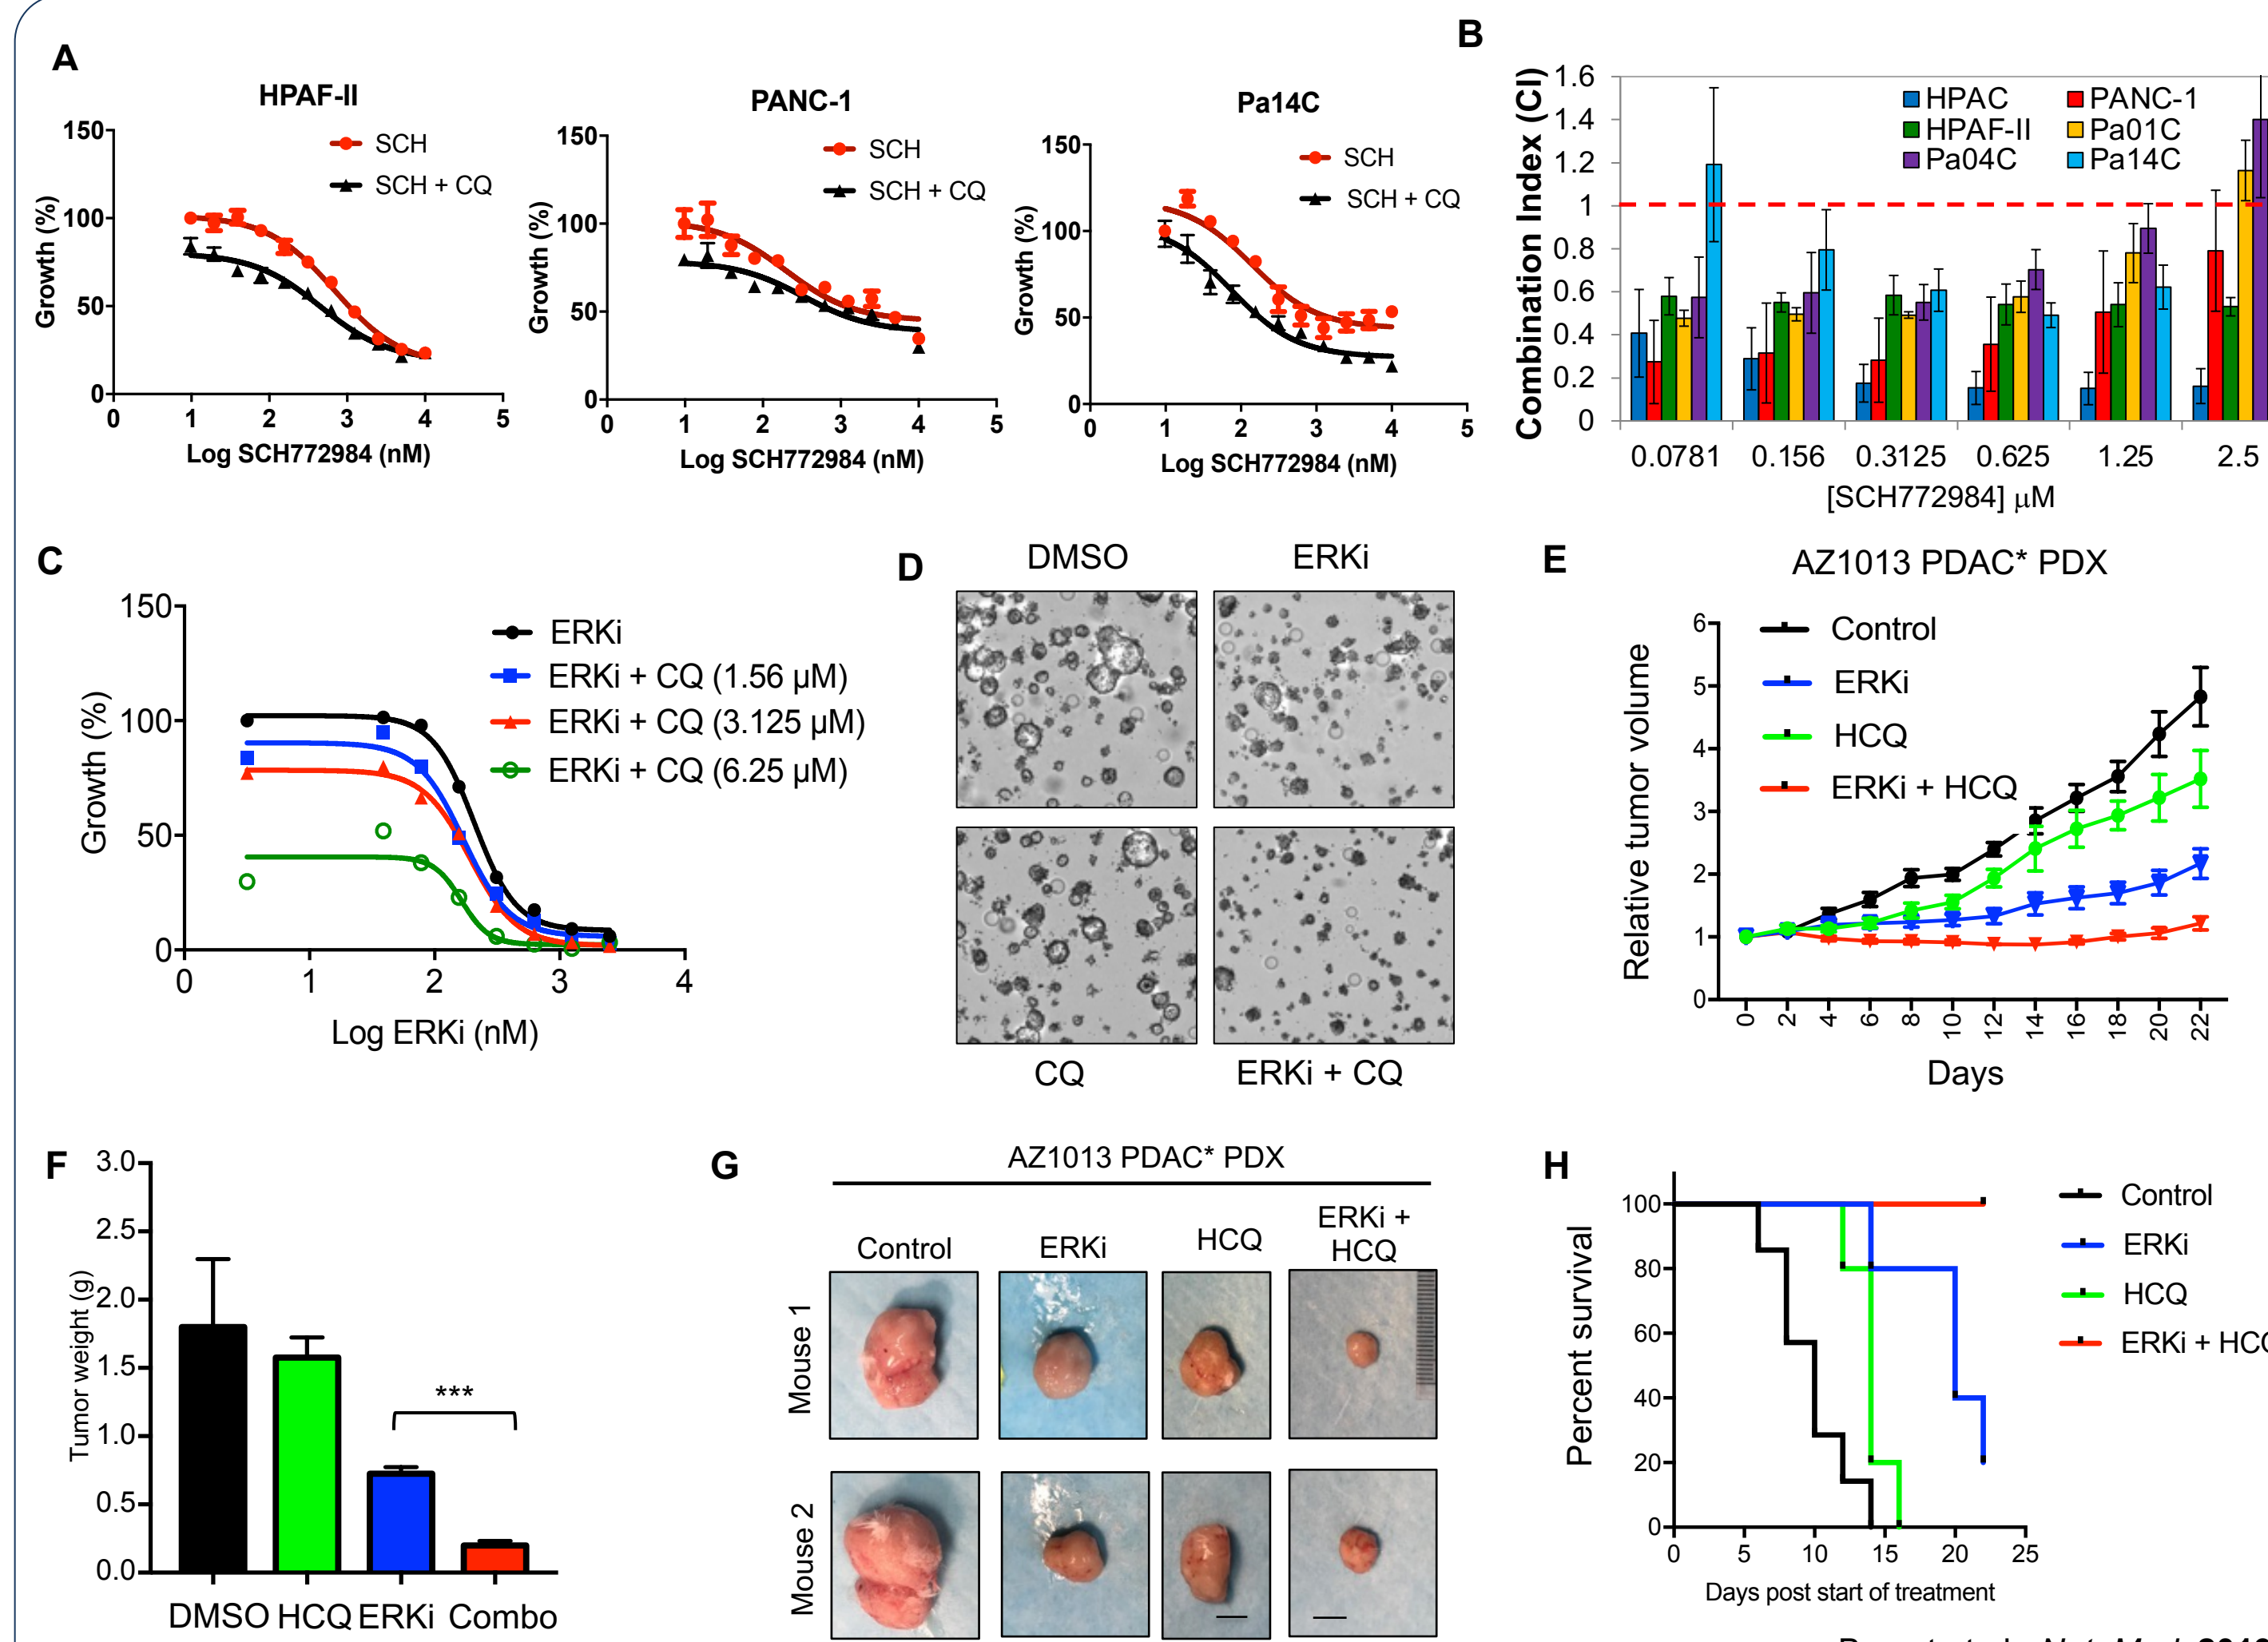 A
HPAF-II
150
100
50
0
0 1 2 3 4 5
Growth (%)
Log SCH772984 (nM)
SCH
SCH + CQ
PANC-1
150
100
50
0
0 1 2 3 4 5
Growth (%)
Log SCH772984 (nM)
SCH
SCH + CQ
Pa14C
150
100
50
0
0 1 2 3 4 5
Growth (%)
Log SCH772984 (nM)
SCH
SCH + CQ
B
Combination Index (CI)
1.6
1.4
1.2
1
0.8
0.6
0.4
0.2
0
HPAC PANC-1
HPAF-II Pa01C
Pa04C Pa14C
0.0781 0.156 0.3125 0.625 1.25 2.5
[SCH772984] µM
C
150
100
50
0
0 1 2 3 4
Growth (%)
Log ERKi (nM)
ERKi
ERKi + CQ (1.56 µM)
ERKi + CQ (3.125 µM)
ERKi + CQ (6.25 µM)
D
DMSO ERKi
CQ ERKi + CQ
E
AZ1013 PDAC* PDX
Relative tumor volume
6
5
4
3
2
1
0
Control
ERKi
HCQ
ERKi + HCQ
0 2 4 6 8 10 12 14 16 18 20 22
Days
F
Tumor weight (g)
3.0
2.5
2.0
1.5
1.0
0.5
0.0
***
DMSO HCQ ERKi Combo
G
AZ1013 PDAC* PDX
Control ERKi HCQ ERKi +
HCQ
Mouse 1
Mouse 2
H
Percent survival
100
80
60
40
20
0
0 5 10 15 20 25
Days post start of treatment
Control
ERKi
HCQ
ERKi +